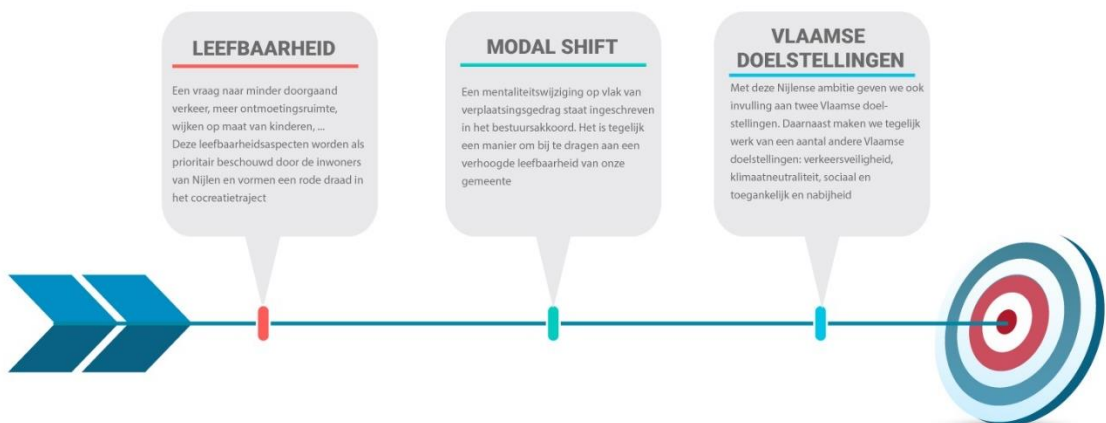 LEEFBAARHEID
Een vraag naar minder doorgaand
verkeer, meer ontmoetingsruimte,
wijken op maat van kinderen, ...
Deze leefbaarheidsaspecten worden als
prioritair beschouwd door de inwoners
van Nijlen en vormen een rode draad in
het cocreatietraject
MODAL SHIFT
Een mentaliteitswijziging op vlak van
verplaatsingsgedrag staat ingeschreven
in het bestuursakkoord. Het is tegelijk
een manier om bij te dragen aan een
verhoogde leefbaarheid van onze
gemeente
VLAAMSE
DOELSTELLINGEN
Met deze Nijlense ambitie geven we ook
invulling aan twee Vlaamse doel-
stellingen. Daarnaast maken we tegelijk
werk van een aantal andere Vlaamse
doelstellingen: verkeersveiligheid,
klimaatneutraliteit, sociaal en
toegankelijk en nabijheid